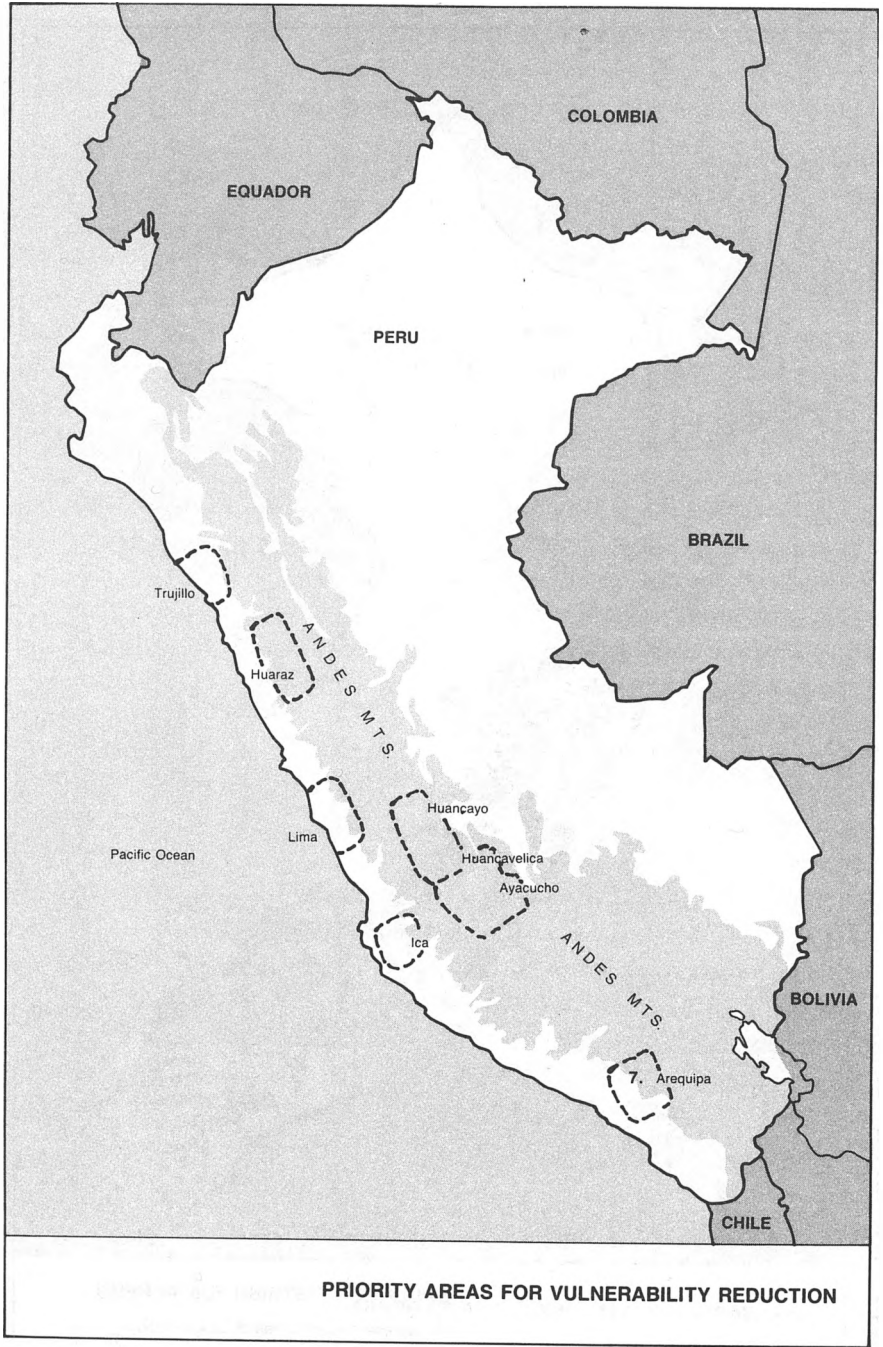 COLOMBIA
EQUADOR
PERU
BRAZIL
Trujillo
ANDES MTS.
Huaraz
Huancayo
Lima
Pacific Ocean
Huancavelica
Ayacucho
Ica
ANDES MTS.
BOLIVIA
7. Arequipa
CHILE
PRIORITY AREAS FOR VULNERABILITY REDUCTION